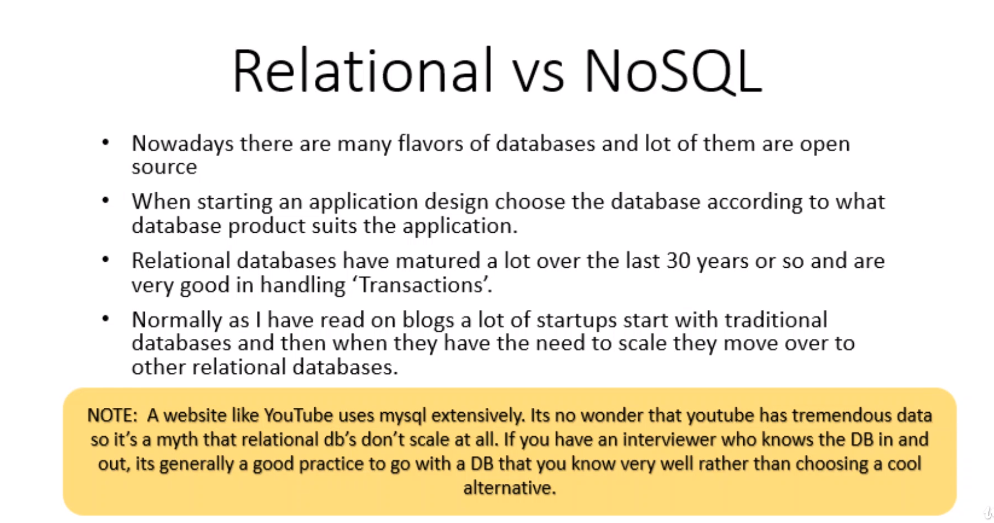 Relational vs NoSQL
• Nowadays there are many flavors of databases and lot of them are open
source
• When starting an application design choose the database according to what
database product suits the application.
• Relational databases have matured a lot over the last 30 years or so and are
very good in handling ‘Transactions’.
• Normally as I have read on blogs a lot of startups start with traditional
databases and then when they have the need to scale they move over to
other relational databases.
NOTE: A website like YouTube uses mysql extensively. Its no wonder that youtube has tremendous data
so it’s a myth that relational db’s don’t scale at all. If you have an interviewer who knows the DB in and
out, its generally a good practice to go with a DB that you know very well rather than choosing a cool
alternative.